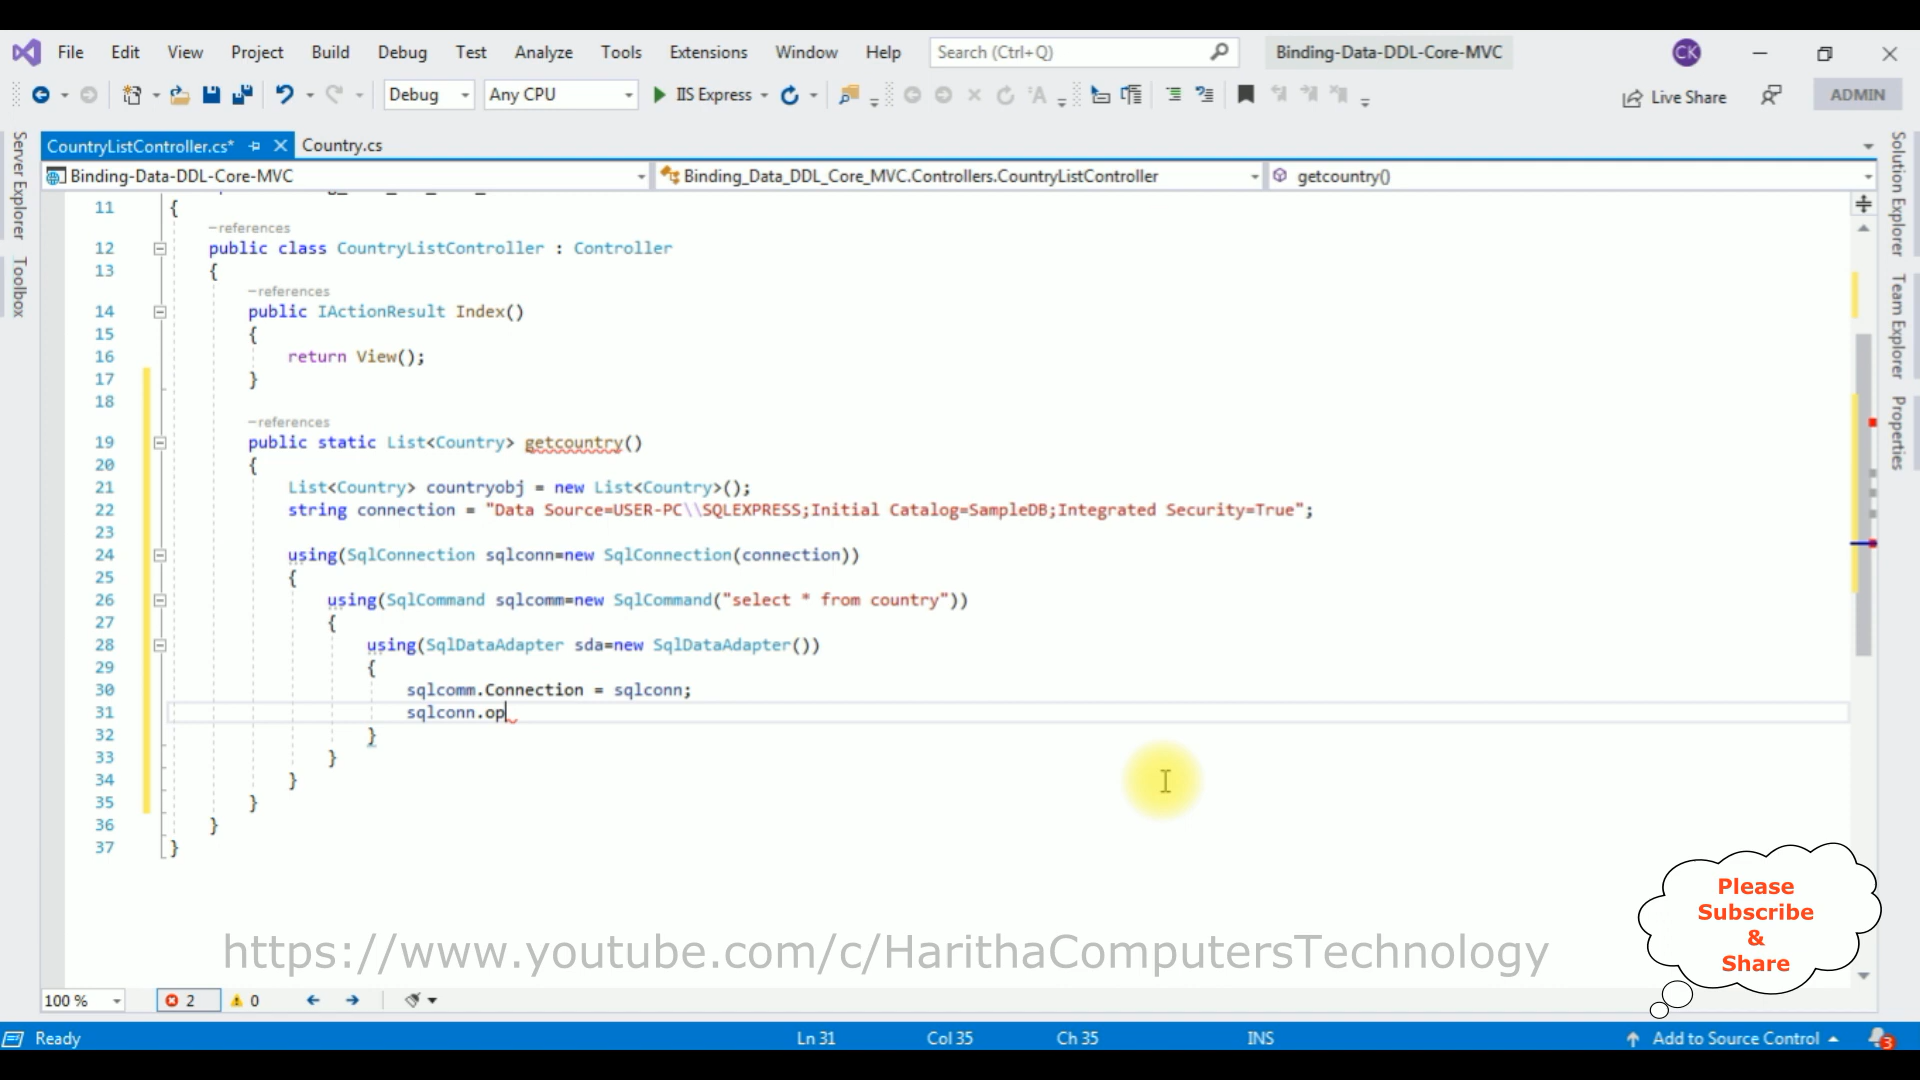 File Edit View Project Build Debug Test Analyze Tools Extensions Window Help Search (Ctrl+Q) Binding-Data-DDL-Core-MVC CK
Debug Any CPU IIS Express Live Share ADMIN
CountryListController.cs* Country.cs
Binding-Data-DDL-Core-MVC Binding_Data_DDL_Core_MVC.Controllers.CountryListController getcountry()
Server Explorer
Toolbox
Solution Explorer
Team Explorer
Properties
11 {
-references
12 public class CountryListController : Controller
13 {
-references
14 public IActionResult Index()
15 {
16 return View();
17 }
18
-references
19 public static List<Country> getcountry()
20 {
21 List<Country> countryobj = new List<Country>();
22 string connection = "Data Source=USER-PC\\SQLEXPRESS;Initial Catalog=SampleDB;Integrated Security=True";
23
24 using(SqlConnection sqlconn=new SqlConnection(connection))
25 {
26 using(SqlCommand sqlcomm=new SqlCommand("select * from country"))
27 {
28 using(SqlDataAdapter sda=new SqlDataAdapter())
29 {
30 sqlcomm.Connection = sqlconn;
31 sqlconn.op
32 }
33 }
34 }
35 }
36 }
37 }
Please
Subscribe
&
Share
https://www.youtube.com/c/HarithaComputersTechnology
100 % 2 0
Ready Ln 31 Col 35 Ch 35 INS Add to Source Control 3